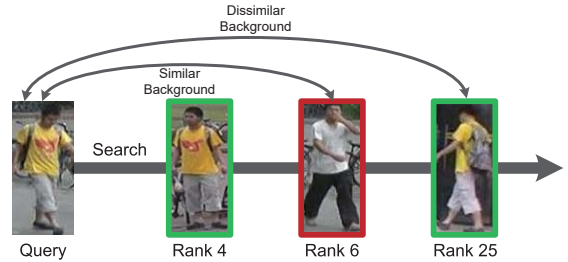 Dissimilar
Background
Similar
Background
Search
Query
Rank 4
Rank 6
Rank 25